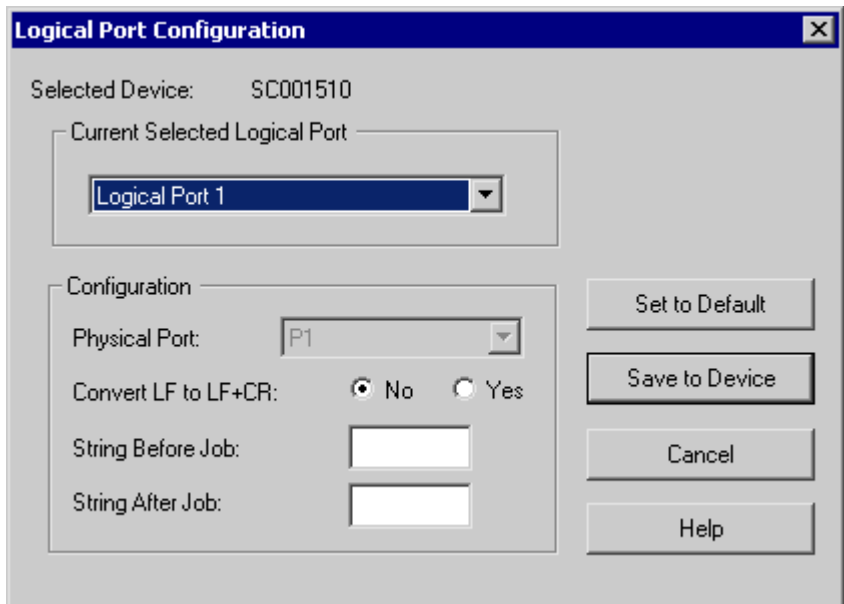 Logical Port Configuration
Selected Device: SC001510
Current Selected Logical Port
Logical Port 1
Configuration
Physical Port: P1
Convert LF to LF+CR: No Yes
String Before Job:
String After Job:
Set to Default
Save to Device
Cancel
Help